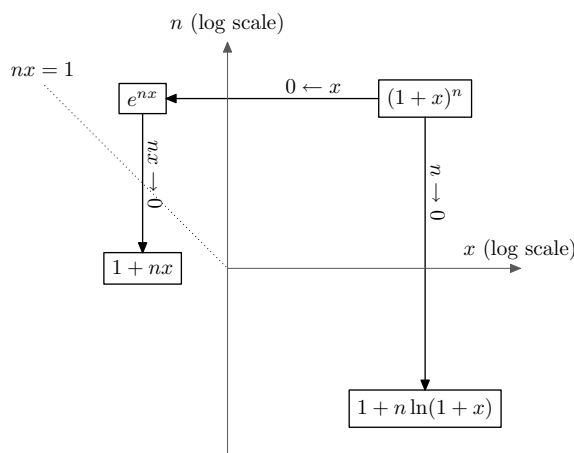 n (log scale)
nx = 1
e^{nx}
0 ← x
(1 + x)^n
nx → 0
n → 0
x (log scale)
1 + nx
1 + n ln(1 + x)